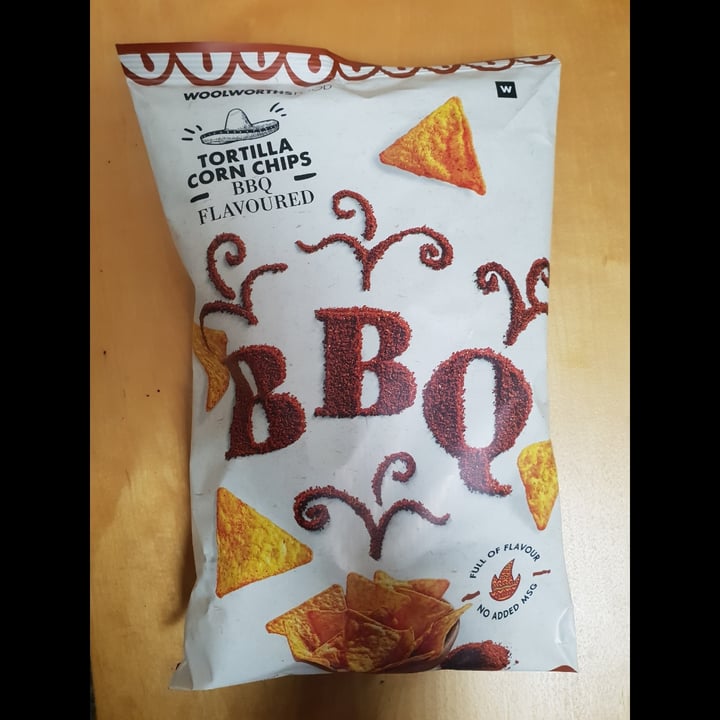 WOOLWORTHS FOOD
W
TORTILLA
CORN CHIPS
BBQ
FLAVOURED
BBQ
FULL OF FLAVOUR
NO ADDED MSG